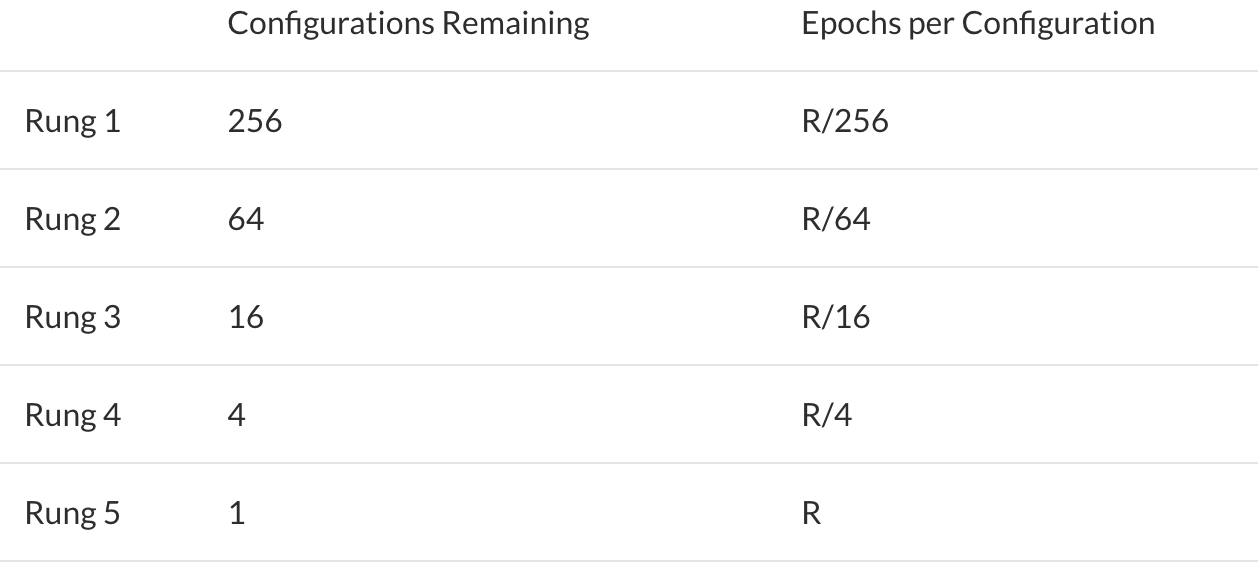 Configurations Remaining Epochs per Configuration
Rung 1 256 R/256
Rung 2 64 R/64
Rung 3 16 R/16
Rung 4 4 R/4
Rung 5 1 R